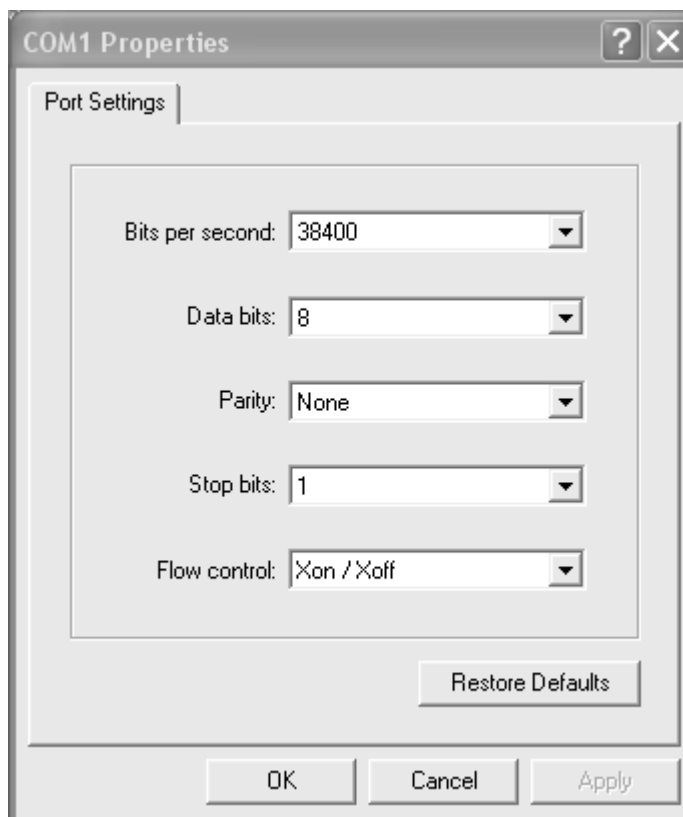 COM1 Properties
Port Settings
Bits per second: 38400
Data bits: 8
Parity: None
Stop bits: 1
Flow control: Xon / Xoff
Restore Defaults
OK Cancel Apply